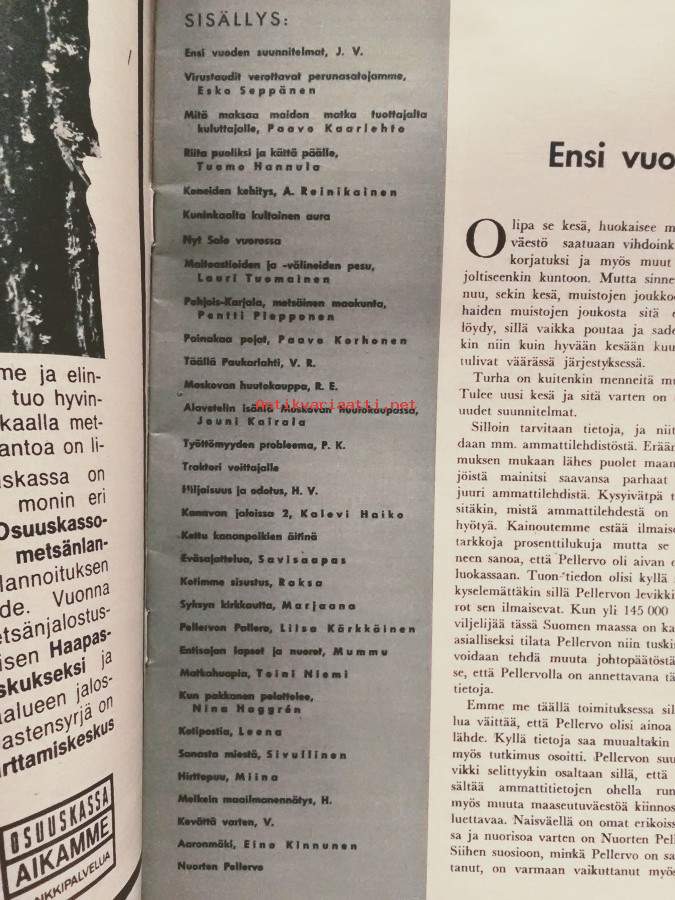 me ja elin-
tuo hyvin-
kaalla met-
antoa on li-
uskassa on
monin eri
Osuuskasso-
metsänlan-
lannoituksen
de. Vuonna
etsänjalostus-
isen Haapas-
skukseksi ja
aalueen jalos-
pastensyrjä on
urttamiskeskus
OSUUSKASSA
AIKAMME
NKKIPALVELUA
SISÄLLYS:
Ensi vuoden suunnitelmat, J. V.
Virustaudit verottavat perunasatojamme,
Esko Seppänen
Mitä maksaa maidon matka tuottajalta
kuluttajalle, Paavo Kaarlehto
Riita puoliksi ja kättä päälle,
Tuomo Hannula
Koneiden kehitys, A. Reinikainen
Kuninkaalta kultainen aura
Nyt Salo vuorossa
Maitoastioiden ja -välineiden pesu,
Lauri Tuomainen
Pohjois-Karjala, metsäinen maakunta,
Pentti Piepponen
Painakaa pojat, Paavo Korhonen
Täällä Paukarlahti, V. R.
Moskovan huutokauppa, R. E.
Alavetelin isäntiä Moskovan huutokaupassa,
Jouni Kairala
Työttömyyden probleema, P. K.
Traktori voittajalle
Hiljaisuus ja odotus, H. V.
Kanavan jaloissa 2, Kalevi Haiko
Kettu kananpoikien äitinä
Eväsajattelua, Savisaapas
Kotimme sisustus, Raksa
Syksyn kirkkautta, Marjaana
Pellervon Pallero, Liisa Kärkkäinen
Entisajan lapset ja nuoret, Mummu
Matkahuopia, Toini Niemi
Kun pakkanen pelottelee,
Nina Haggrén
Kotipostia, Leena
Sanasta miestä, Sivullinen
Hirttopuu, Miina
Melkein maailmanennätys, H.
Kevättä varten, V.
Aaronmäki, Eino Kinnunen
Nuorten Pellervo
antikvariaatti.net
Ensi vuo
Olipa se kesä, huokaisee m
väestö saatuaan vihdoink
korjatuksi ja myös muut
joltiseenkin kuntoon. Mutta sinne
nuu, sekin kesä, muistojen joukkoo
haiden muistojen joukosta sitä e
löydy, sillä vaikka poutaa ja sade
kin niin kuin hyvään kesään kuu
tulivat väärässä järjestyksessä.
Turha on kuitenkin menneitä mu
Tulee uusi kesä ja sitä varten on
uudet suunnitelmat.
Silloin tarvitaan tietoja, ja niit
daan mm. ammattilehdistöstä. Erään
muksen mukaan lähes puolet maan
jöistä mainitsi saavansa parhaat
juuri ammattilehdistä. Kysyivätpä t
sitäkin, mistä ammattilehdestä on
hyötyä. Kainoutemme estää ilmaise
tarkkoja prosenttilukuja mutta se
neen sanoa, että Pellervo oli aivan o
luokassaan. Tuon tiedon olisi kyllä
kyselemättäkin sillä Pellervon levikki
rot sen ilmaisevat. Kun yli 145 000
viljelijää tässä Suomen maassa on ka
asialliseksi tilata Pellervon niin tuskin
voidaan tehdä muuta johtopäätöstä
se, että Pellervolla on annettavana tä
tietoja.
Emme me täällä toimituksessa sil
lua väittää, että Pellervo olisi ainoa
lähde. Kyllä tietoja saa muualtakin
myös tutkimus osoitti. Pellervon suu
vikki selittyykin osaltaan sillä, että
sältää ammattitietojen ohella run
myös muuta maaseutuväestöä kiinnos
luettavaa. Naisväellä on omat erikoiss
sa ja nuorisoa varten on Nuorten Pell
Siihen suosioon, minkä Pellervo on sa
tanut, on varmaan vaikuttanut myös